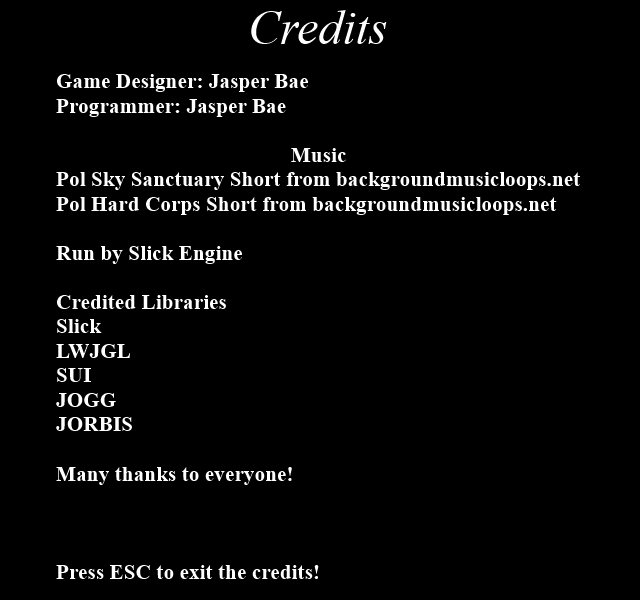 Credits
Game Designer: Jasper Bae
Programmer: Jasper Bae
Music
Pol Sky Sanctuary Short from backgroundmusicloops.net
Pol Hard Corps Short from backgroundmusicloops.net
Run by Slick Engine
Credited Libraries
Slick
LWJGL
SUI
JOGG
JORBIS
Many thanks to everyone!
Press ESC to exit the credits!